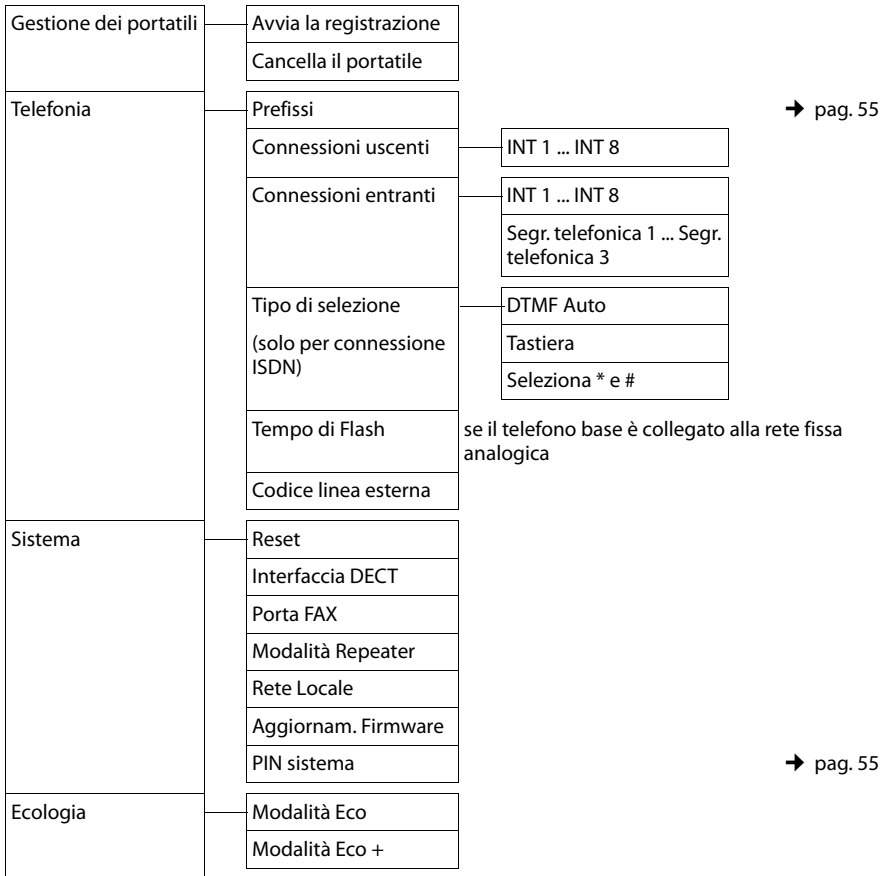 Gestione dei portatili
Avvia la registrazione
Cancella il portatile
Telefonia
Prefissi
➔ pag. 55
Connessioni uscenti
INT 1 ... INT 8
Connessioni entranti
INT 1 ... INT 8
Segr. telefonica 1 ... Segr.
telefonica 3
Tipo di selezione
(solo per connessione
ISDN)
DTMF Auto
Tastiera
Seleziona * e #
Tempo di Flash
se il telefono base è collegato alla rete fissa
analogica
Codice linea esterna
Sistema
Reset
Interfaccia DECT
Porta FAX
Modalità Repeater
Rete Locale
Aggiornam. Firmware
PIN sistema
➔ pag. 55
Ecologia
Modalità Eco
Modalità Eco +